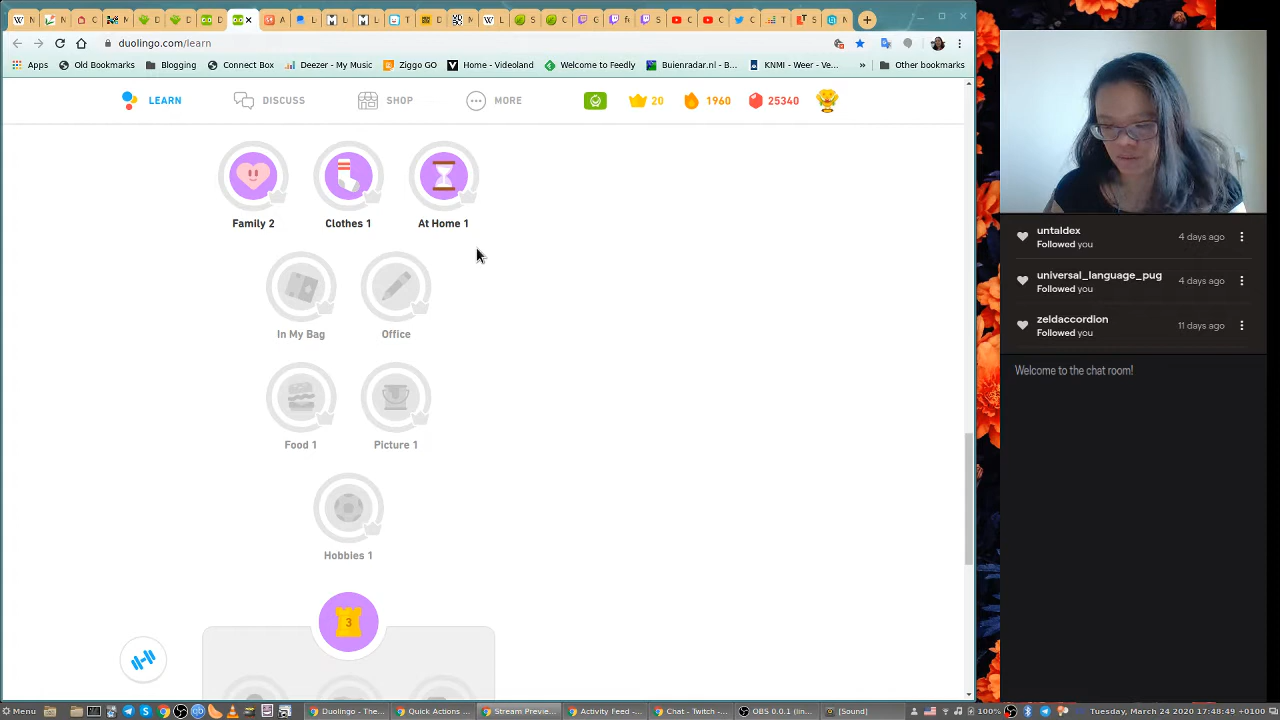 duolingo.com/learn
Apps Old Bookmarks Blogging Connect Box Deezer - My Music Ziggo GO Home - Videoland Welcome to Feedly Buienradar.nl - B... KNMI - Weer - Ve... » Other bookmarks
LEARN DISCUSS SHOP MORE 20 1960 25340
Family 2 Clothes 1 At Home 1
In My Bag Office
Food 1 Picture 1
Hobbies 1
3
untaldex
Followed you
4 days ago
universal_language_pug
Followed you
4 days ago
zeldaccordion
Followed you
11 days ago
Welcome to the chat room!
Menu Duolingo - The... Quick Actions ... Stream Previe... Activity Feed -... Chat - Twitch -... OBS 0.0.1 (lin... [Sound] 100% Tuesday, March 24 2020 17:48:49 +0100